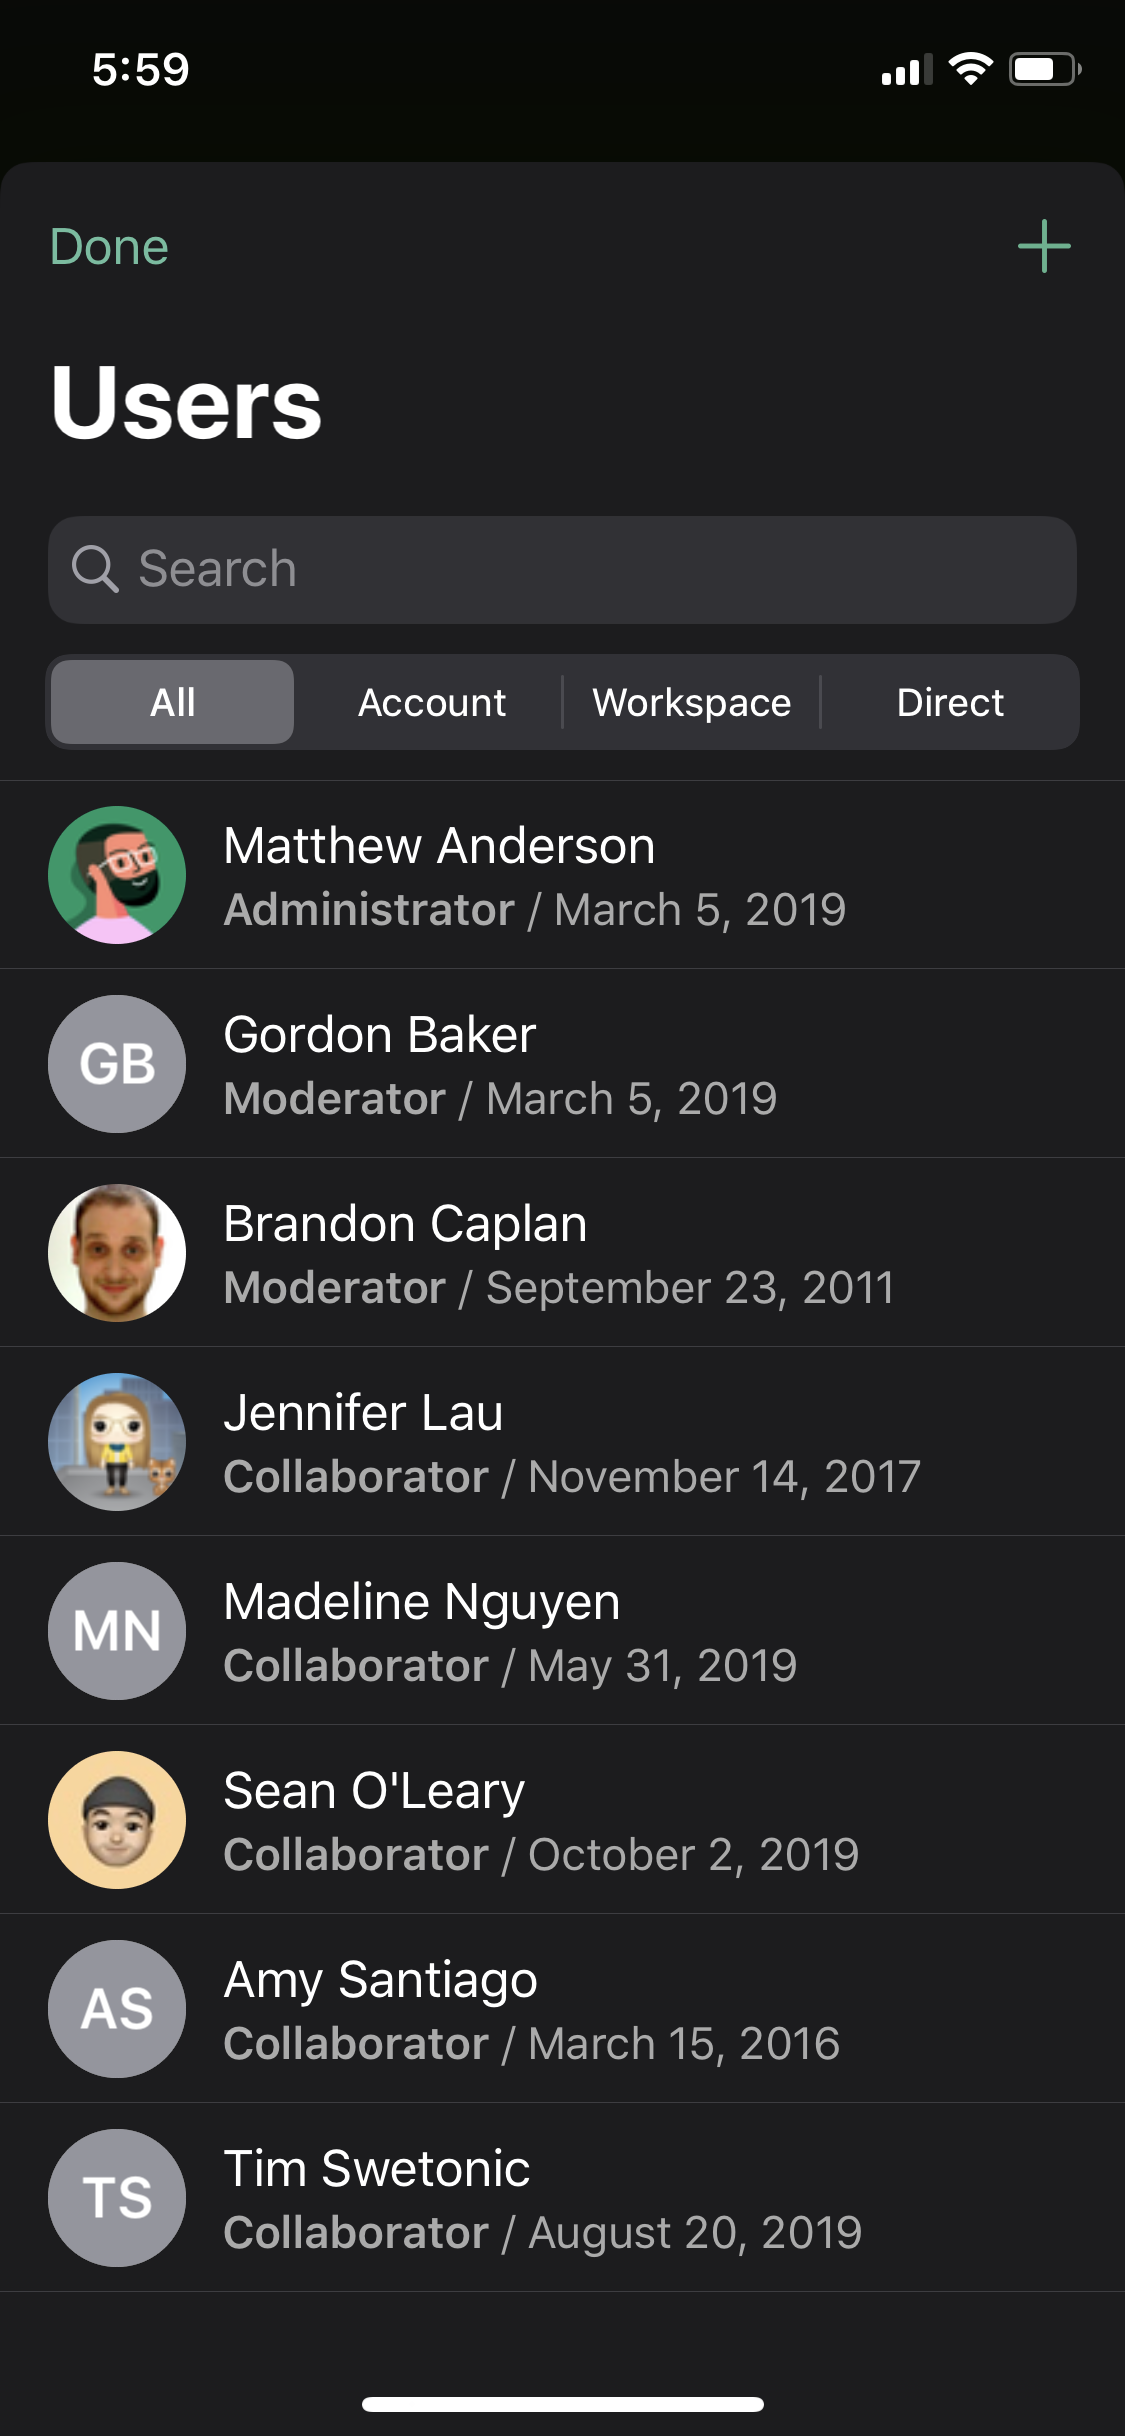 5:59
Done
Users
Search
All Account Workspace Direct
Matthew Anderson
Administrator / March 5, 2019
GB
Gordon Baker
Moderator / March 5, 2019
Brandon Caplan
Moderator / September 23, 2011
Jennifer Lau
Collaborator / November 14, 2017
MN
Madeline Nguyen
Collaborator / May 31, 2019
Sean O'Leary
Collaborator / October 2, 2019
AS
Amy Santiago
Collaborator / March 15, 2016
TS
Tim Swetonic
Collaborator / August 20, 2019